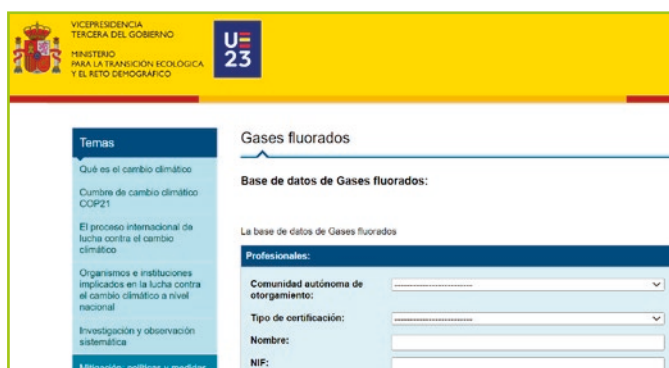 VICEPRESIDENCIA
TERCERA DEL GOBIERNO
MINISTERIO
PARA LA TRANSICIÓN ECOLÓGICA
Y EL RETO DEMOGRÁFICO
UE
23
Temas
Qué es el cambio climático
Cumbre de cambio climático
COP21
El proceso internacional de
lucha contra el cambio
climático
Organismos e instituciones
implicados en la lucha contra
el cambio climático a nivel
nacional
Investigación y observación
sistemática
Mitigación: políticas y medidas
Gases fluorados
Base de datos de Gases fluorados:
La base de datos de Gases fluorados
Profesionales:
Comunidad autónoma de
otorgamiento:
Tipo de certificación:
Nombre:
NIF: